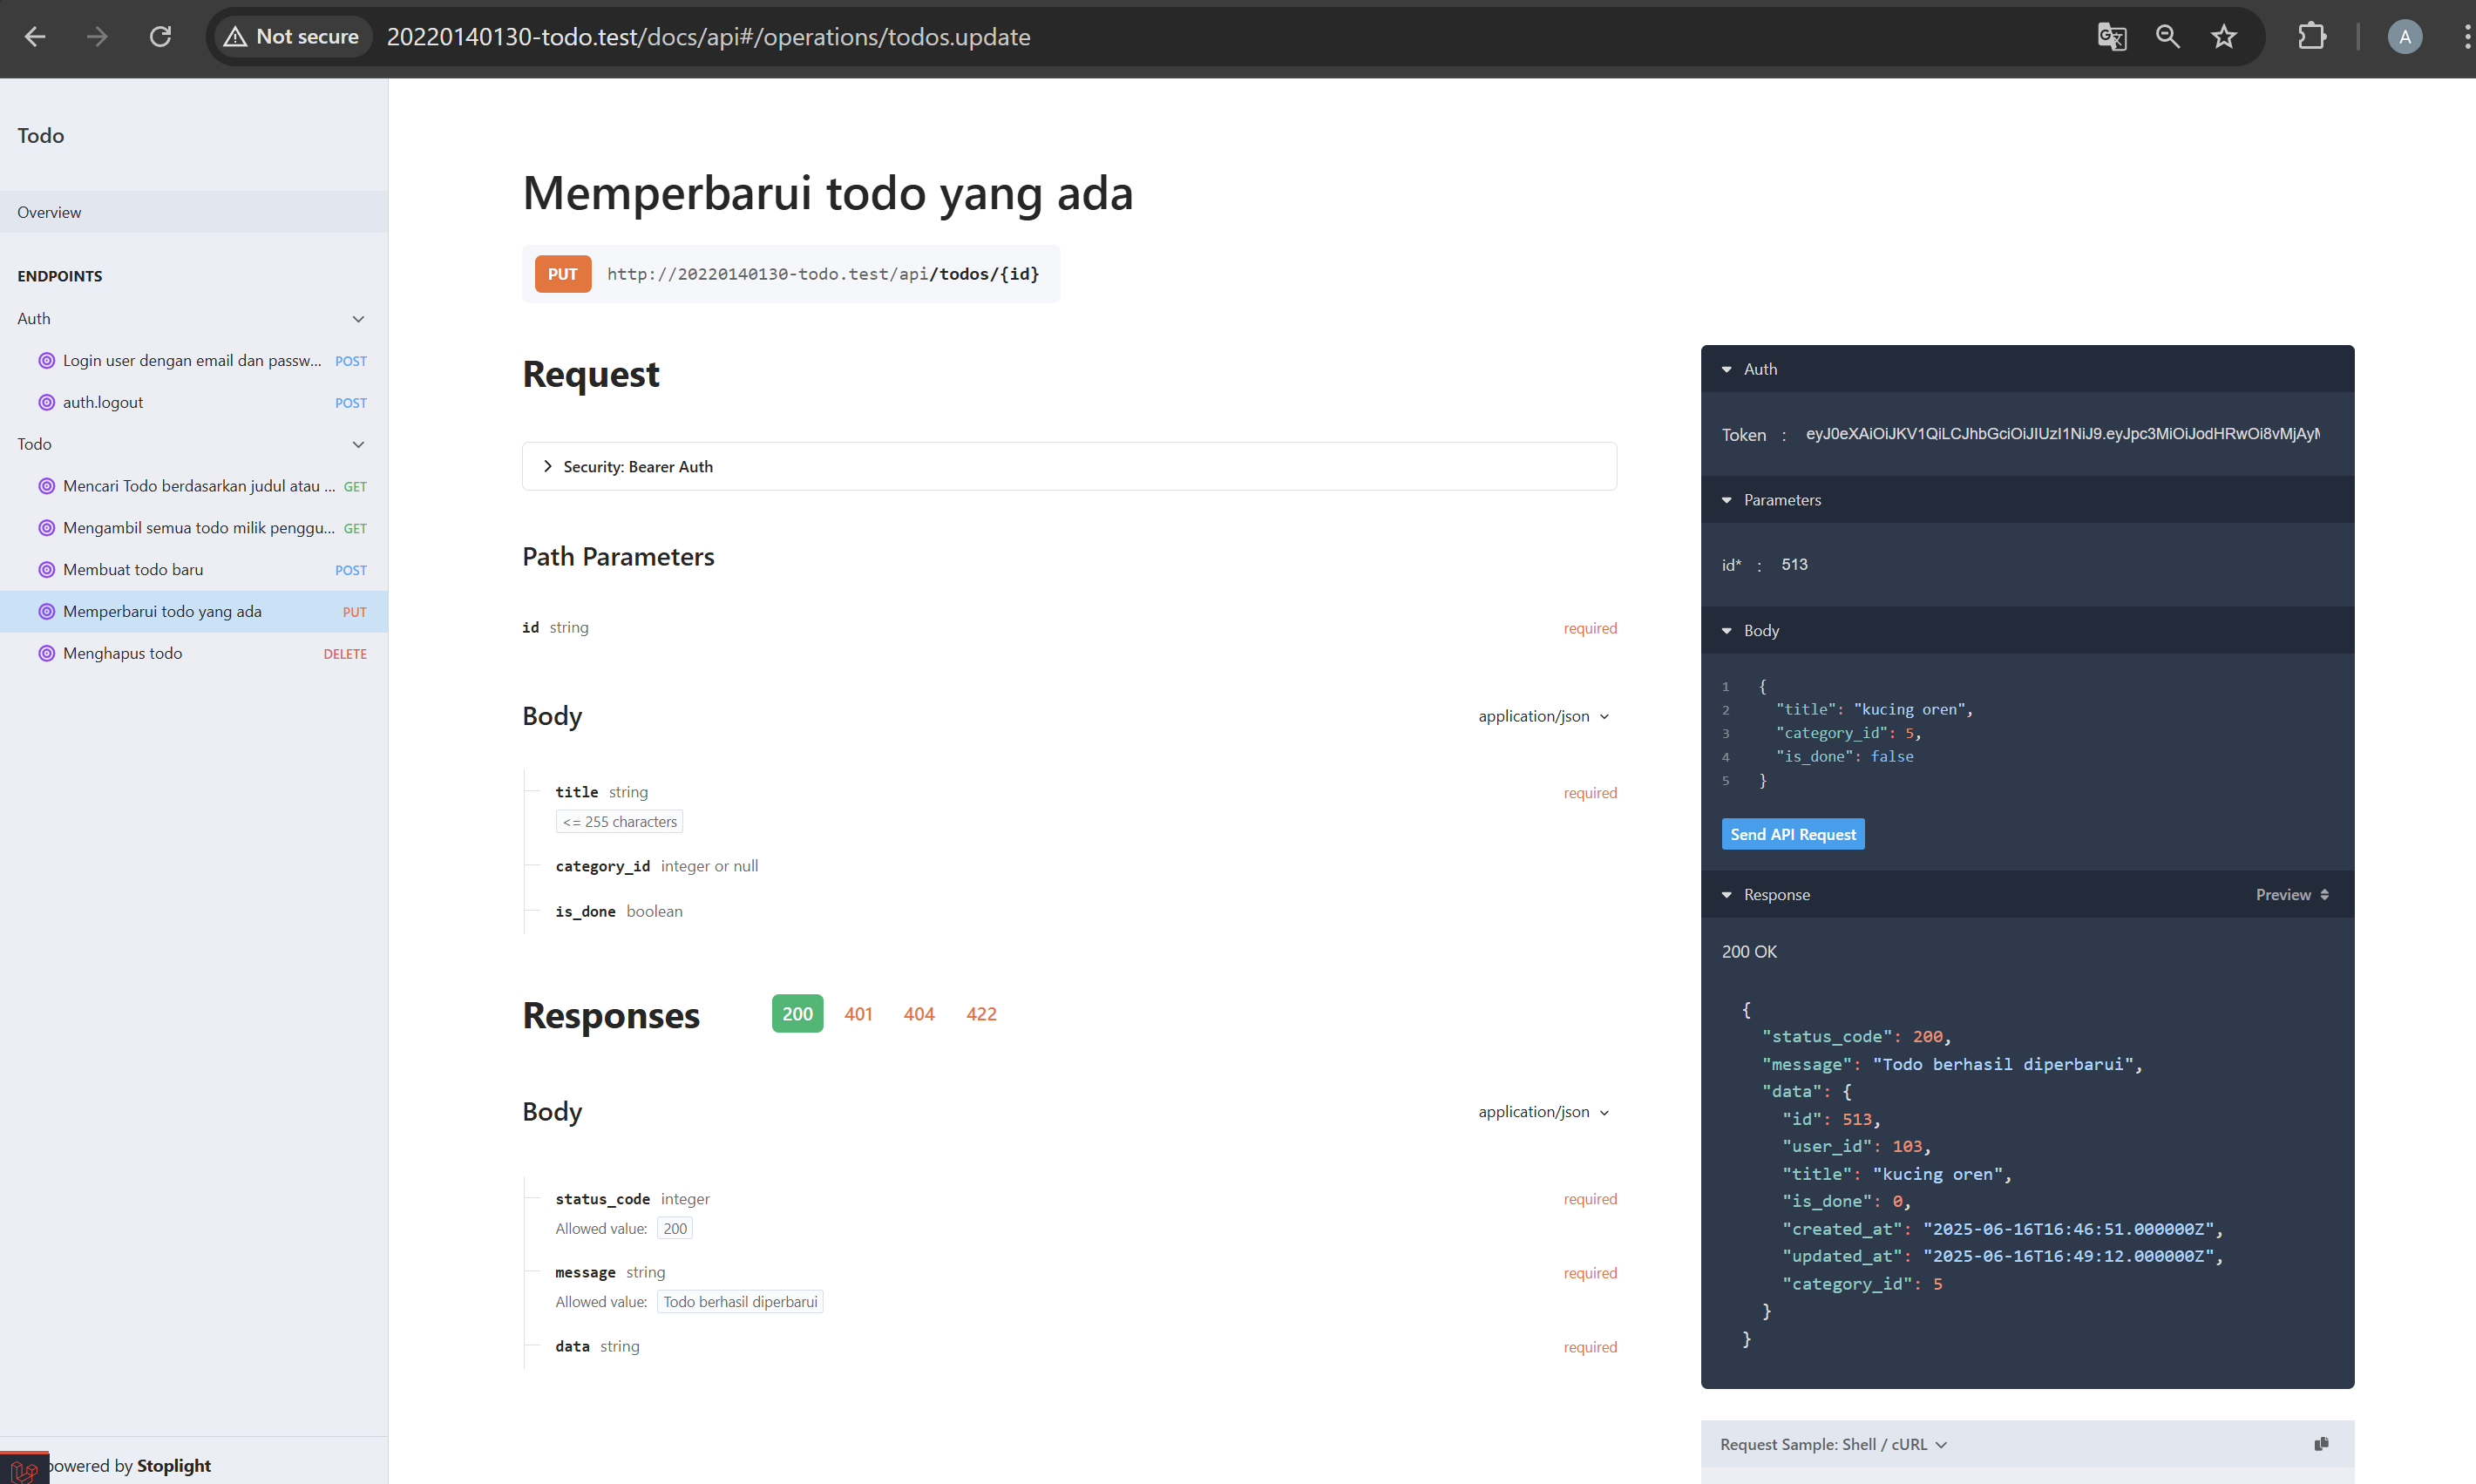 Not secure 20220140130-todo.test/docs/api#/operations/todos.update
A
Todo
Overview
ENDPOINTS
Auth
Login user dengan email dan passw... POST
auth.logout POST
Todo
Mencari Todo berdasarkan judul atau ... GET
Mengambil semua todo milik penggu... GET
Membuat todo baru POST
Memperbarui todo yang ada PUT
Menghapus todo DELETE
powered by Stoplight
Memperbarui todo yang ada
PUT http://20220140130-todo.test/api/todos/{id}
Request
Security: Bearer Auth
Path Parameters
id string required
Body application/json
title string required
<= 255 characters
category_id integer or null
is_done boolean
Responses 200 401 404 422
Body application/json
status_code integer required
Allowed value: 200
message string required
Allowed value: Todo berhasil diperbarui
data string required
Auth
Token : eyJ0eXAiOiJKV1QiLCJhbGciOiJIUzI1NiJ9.eyJpc3MiOiJodHRwOi8vMjAyM
Parameters
id* : 513
Body
1 {
2 "title": "kucing oren",
3 "category_id": 5,
4 "is_done": false
5 }
Send API Request
Response Preview
200 OK
{
"status_code": 200,
"message": "Todo berhasil diperbarui",
"data": {
"id": 513,
"user_id": 103,
"title": "kucing oren",
"is_done": 0,
"created_at": "2025-06-16T16:46:51.000000Z",
"updated_at": "2025-06-16T16:49:12.000000Z",
"category_id": 5
}
}
Request Sample: Shell / cURL